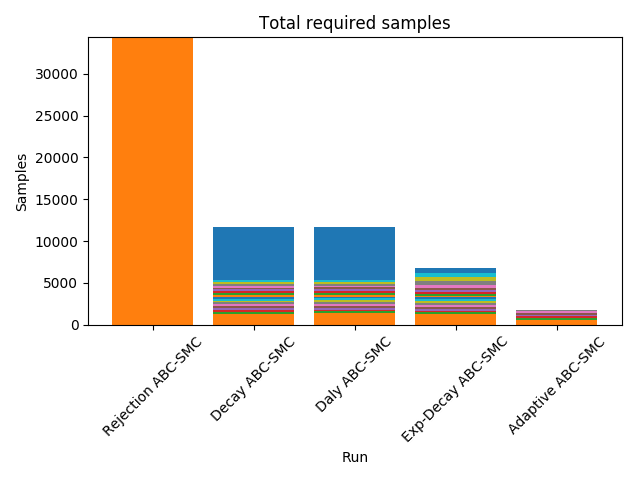 Total required samples
30000
25000
20000
15000
10000
5000
0
Samples
Rejection ABC-SMC
Decay ABC-SMC
Daly ABC-SMC
Exp-Decay ABC-SMC
Adaptive ABC-SMC
Run